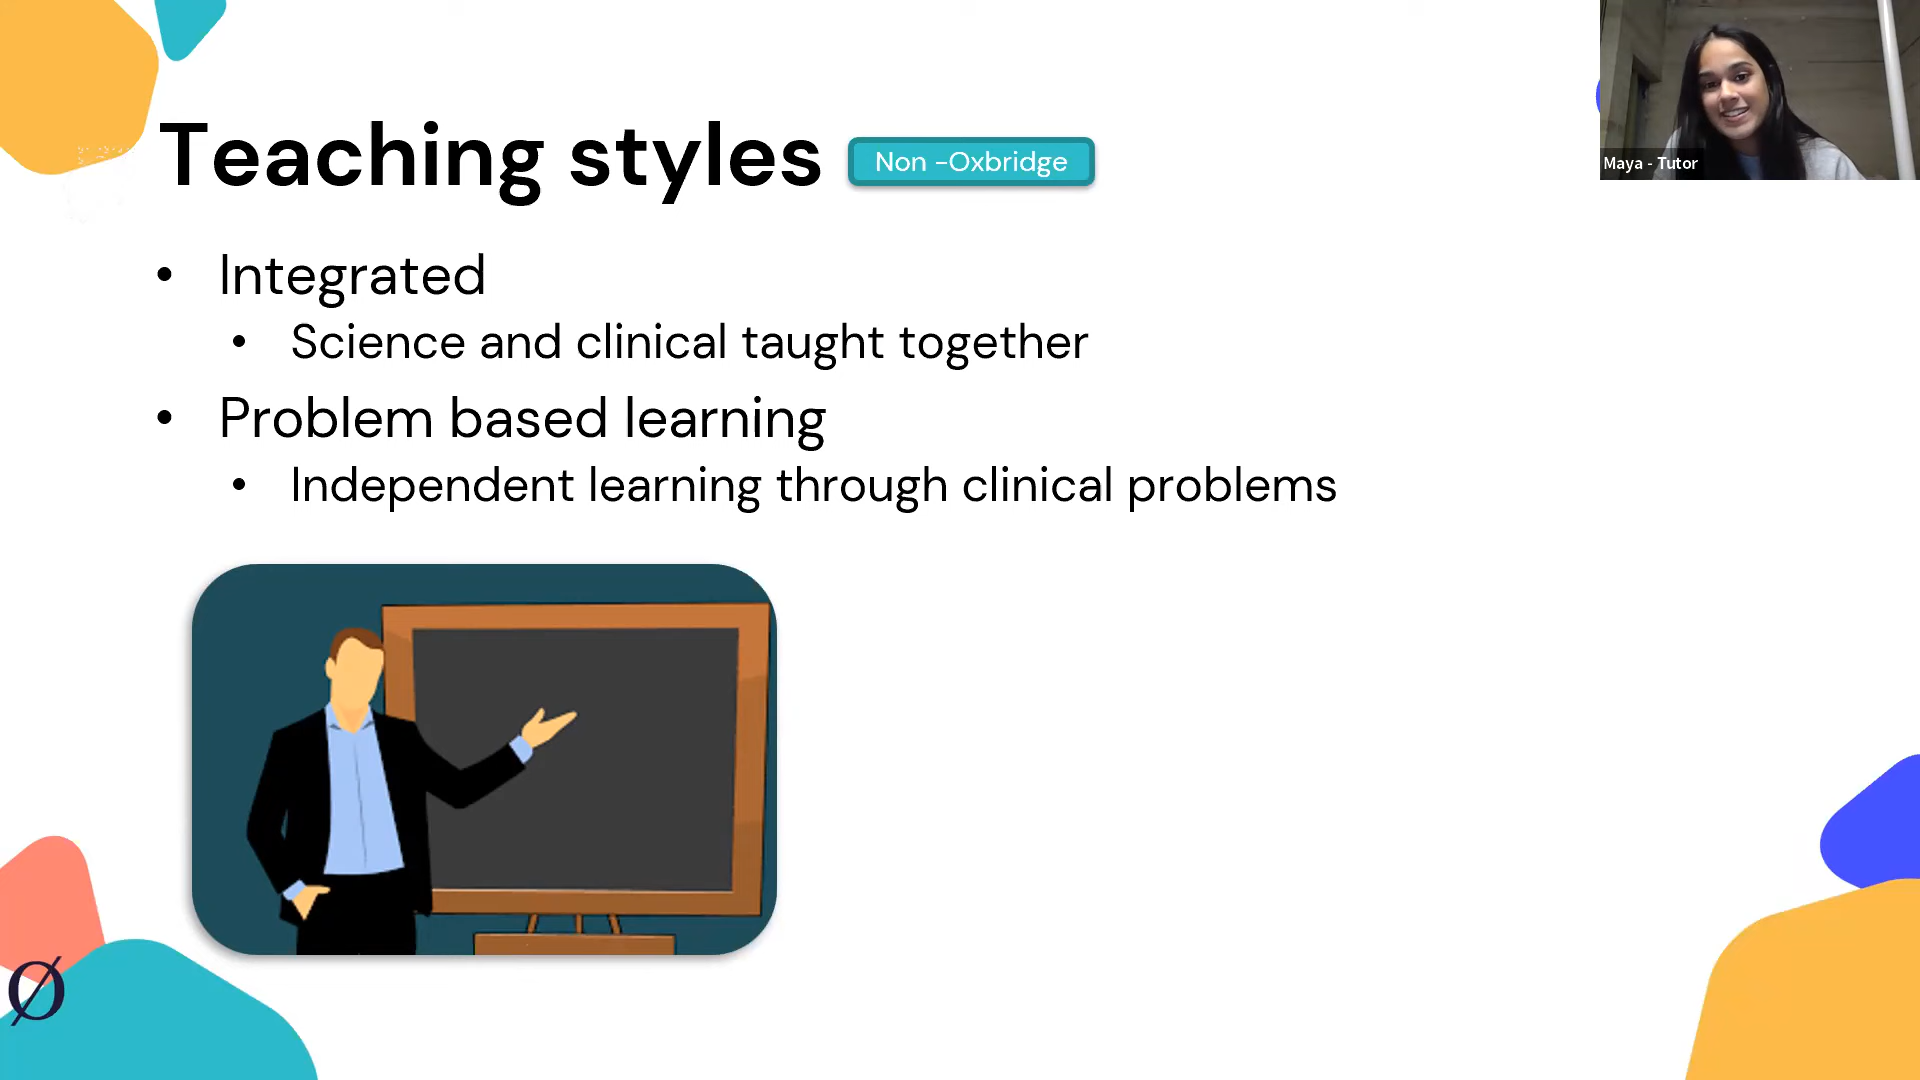 Teaching styles
Non -Oxbridge
Maya - Tutor
• Integrated
• Science and clinical taught together
• Problem based learning
• Independent learning through clinical problems
Ø